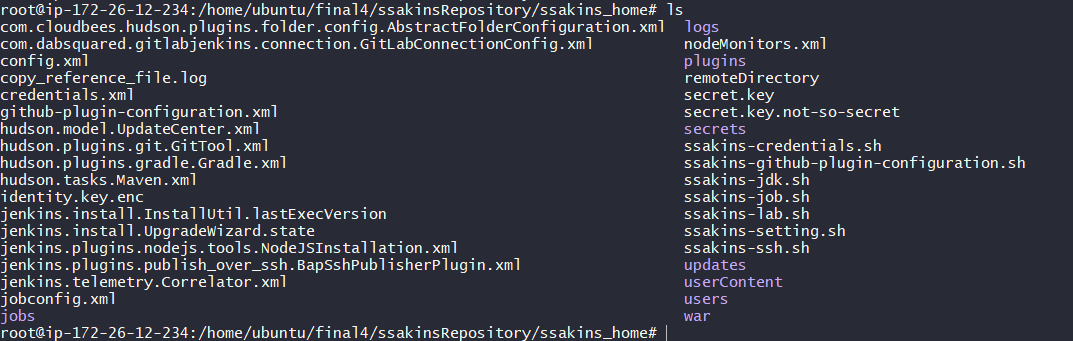 root@ip-172-26-12-234:/home/ubuntu/final4/ssakinsRepository/ssakins_home# ls
com.cloudbees.hudson.plugins.folder.config.AbstractFolderConfiguration.xml  logs
com.dabsquared.gitlabjenkins.connection.GitLabConnectionConfig.xml  nodeMonitors.xml
config.xml  plugins
copy_reference_file.log  remoteDirectory
credentials.xml  secret.key
github-plugin-configuration.xml  secret.key.not-so-secret
hudson.model.UpdateCenter.xml  secrets
hudson.plugins.git.GitTool.xml  ssakins-credentials.sh
hudson.plugins.gradle.Gradle.xml  ssakins-github-plugin-configuration.sh
hudson.tasks.Maven.xml  ssakins-jdk.sh
identity.key.enc  ssakins-job.sh
jenkins.install.InstallUtil.lastExecVersion  ssakins-lab.sh
jenkins.install.UpgradeWizard.state  ssakins-setting.sh
jenkins.plugins.nodejs.tools.NodeJSInstallation.xml  ssakins-ssh.sh
jenkins.plugins.publish_over_ssh.BapSshPublisherPlugin.xml  updates
jenkins.telemetry.Correlator.xml  userContent
jobconfig.xml  users
jobs  war
root@ip-172-26-12-234:/home/ubuntu/final4/ssakinsRepository/ssakins_home#